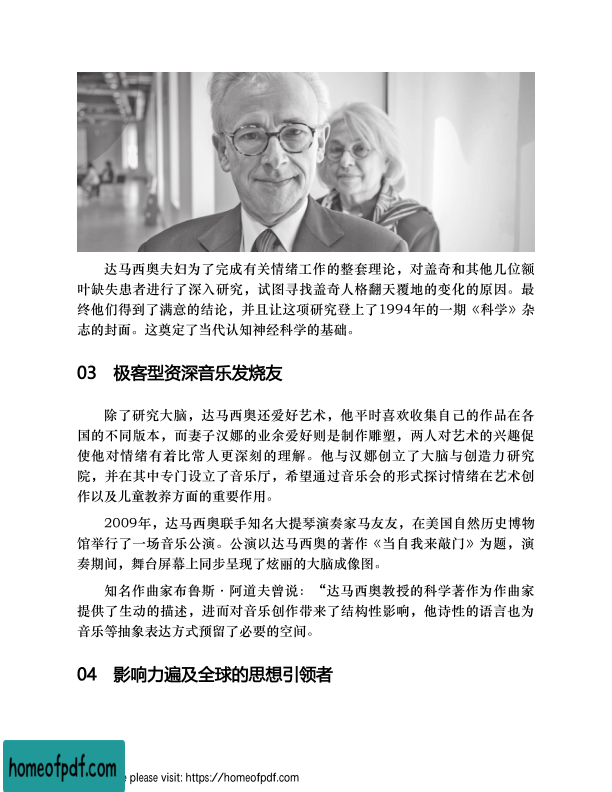 达马西奥夫妇为了完成有关情绪工作的整套理论，对盖奇和其他几位额
叶缺失患者进行了深入研究，试图寻找盖奇人格翻天覆地的变化的原因。最
终他们得到了满意的结论，并且让这项研究登上了1994年的一期《科学》杂
志的封面。这奠定了当代认知神经科学的基础。
03 极客型资深音乐发烧友
除了研究大脑，达马西奥还爱好艺术，他平时喜欢收集自己的作品在各
国的不同版本，而妻子汉娜的业余爱好则是制作雕塑，两人对艺术的兴趣促
使他对情绪有着比常人更深刻的理解。他与汉娜创立了大脑与创造力研究
院，并在其中专门设立了音乐厅，希望通过音乐会的形式探讨情绪在艺术创
作以及儿童教养方面的重要作用。
2009年，达马西奥联手知名大提琴演奏家马友友，在美国自然历史博物
馆举行了一场音乐公演。公演以达马西奥的著作《当自我来敲门》为题，演
奏期间，舞台屏幕上同步呈现了炫丽的大脑成像图。
知名作曲家布鲁斯·阿道夫曾说：“达马西奥教授的科学著作为作曲家
提供了生动的描述，进而对音乐创作带来了结构性影响，他诗性的语言也为
音乐等抽象表达方式预留了必要的空间。
04 影响力遍及全球的思想引领者
homeofpdf.com
please visit: https://homeofpdf.com